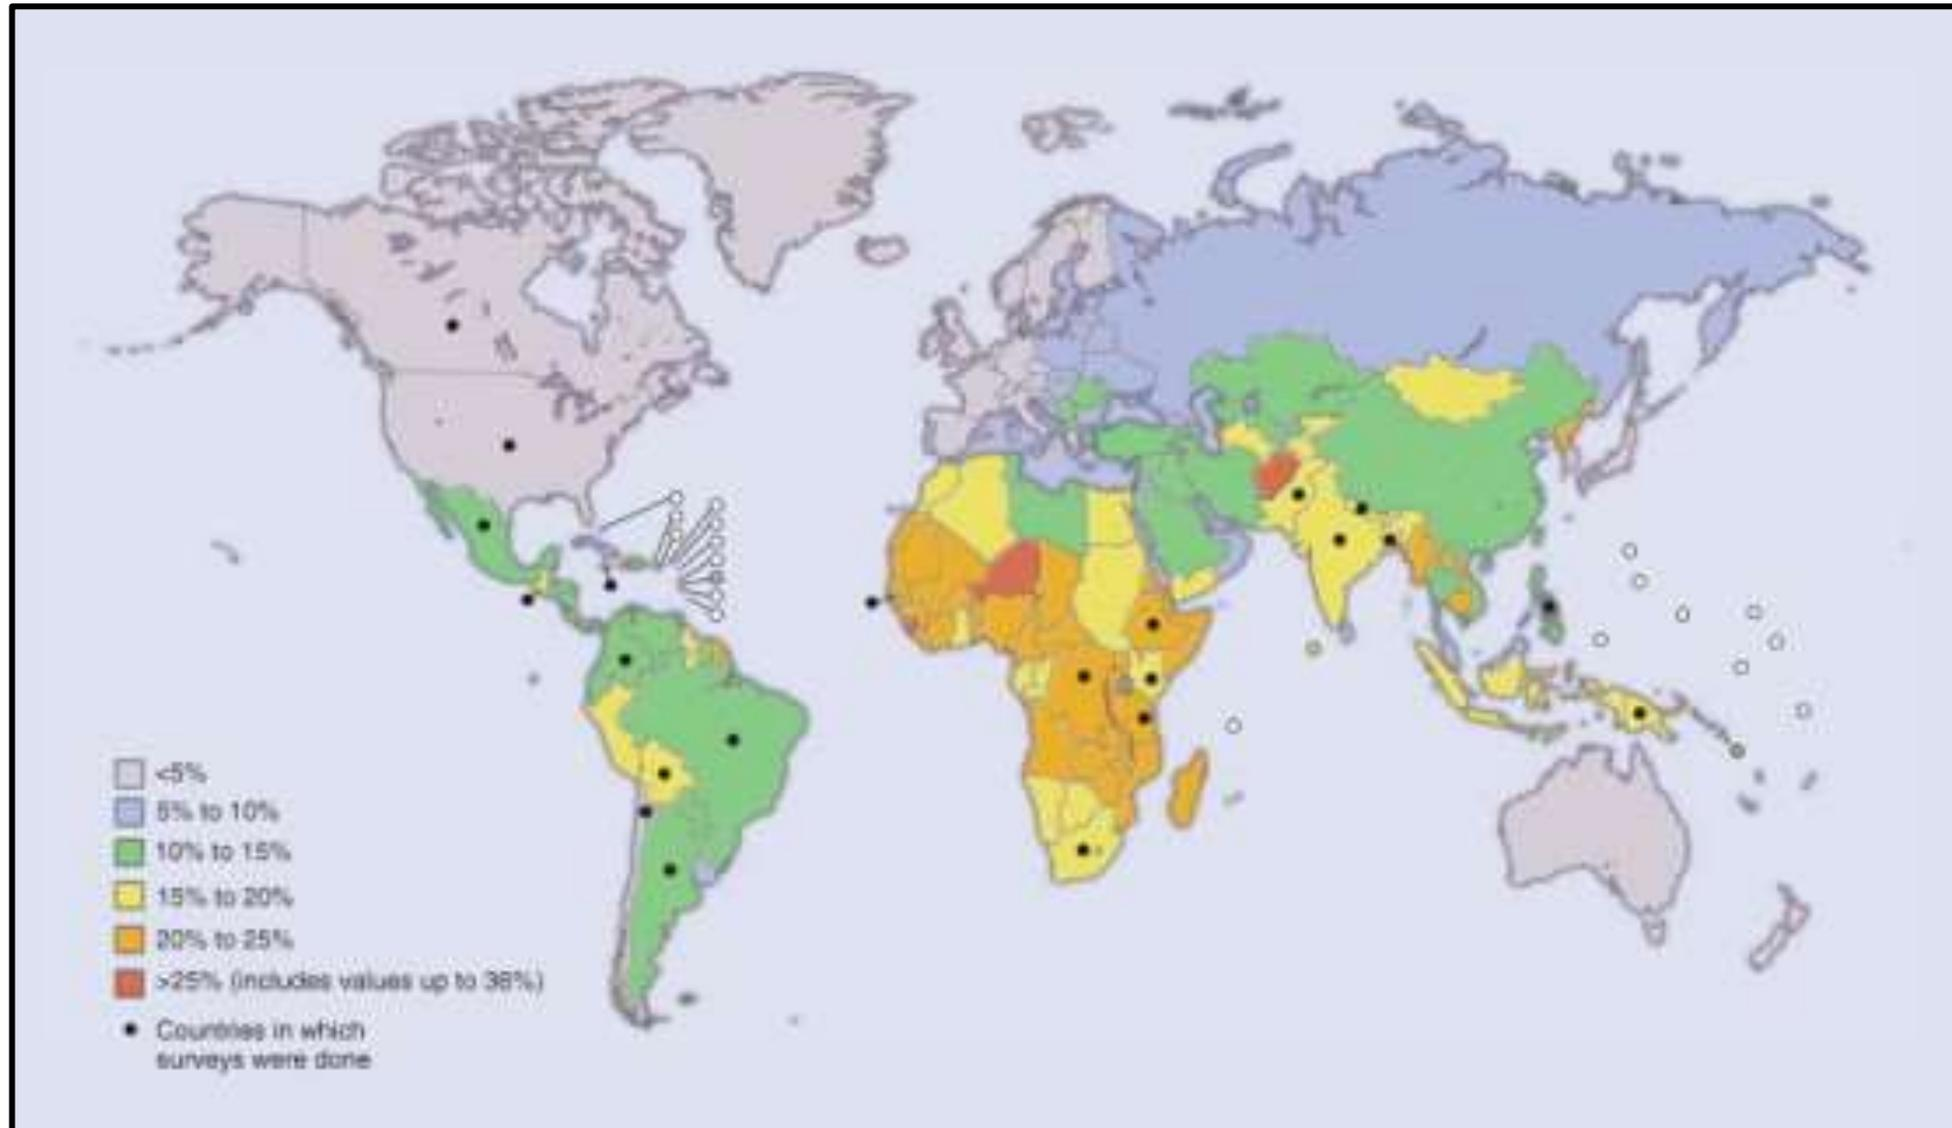 <5%
5% to 10%
10% to 15%
15% to 20%
20% to 25%
>25% (includes values up to 36%)
Countries in which
surveys were done